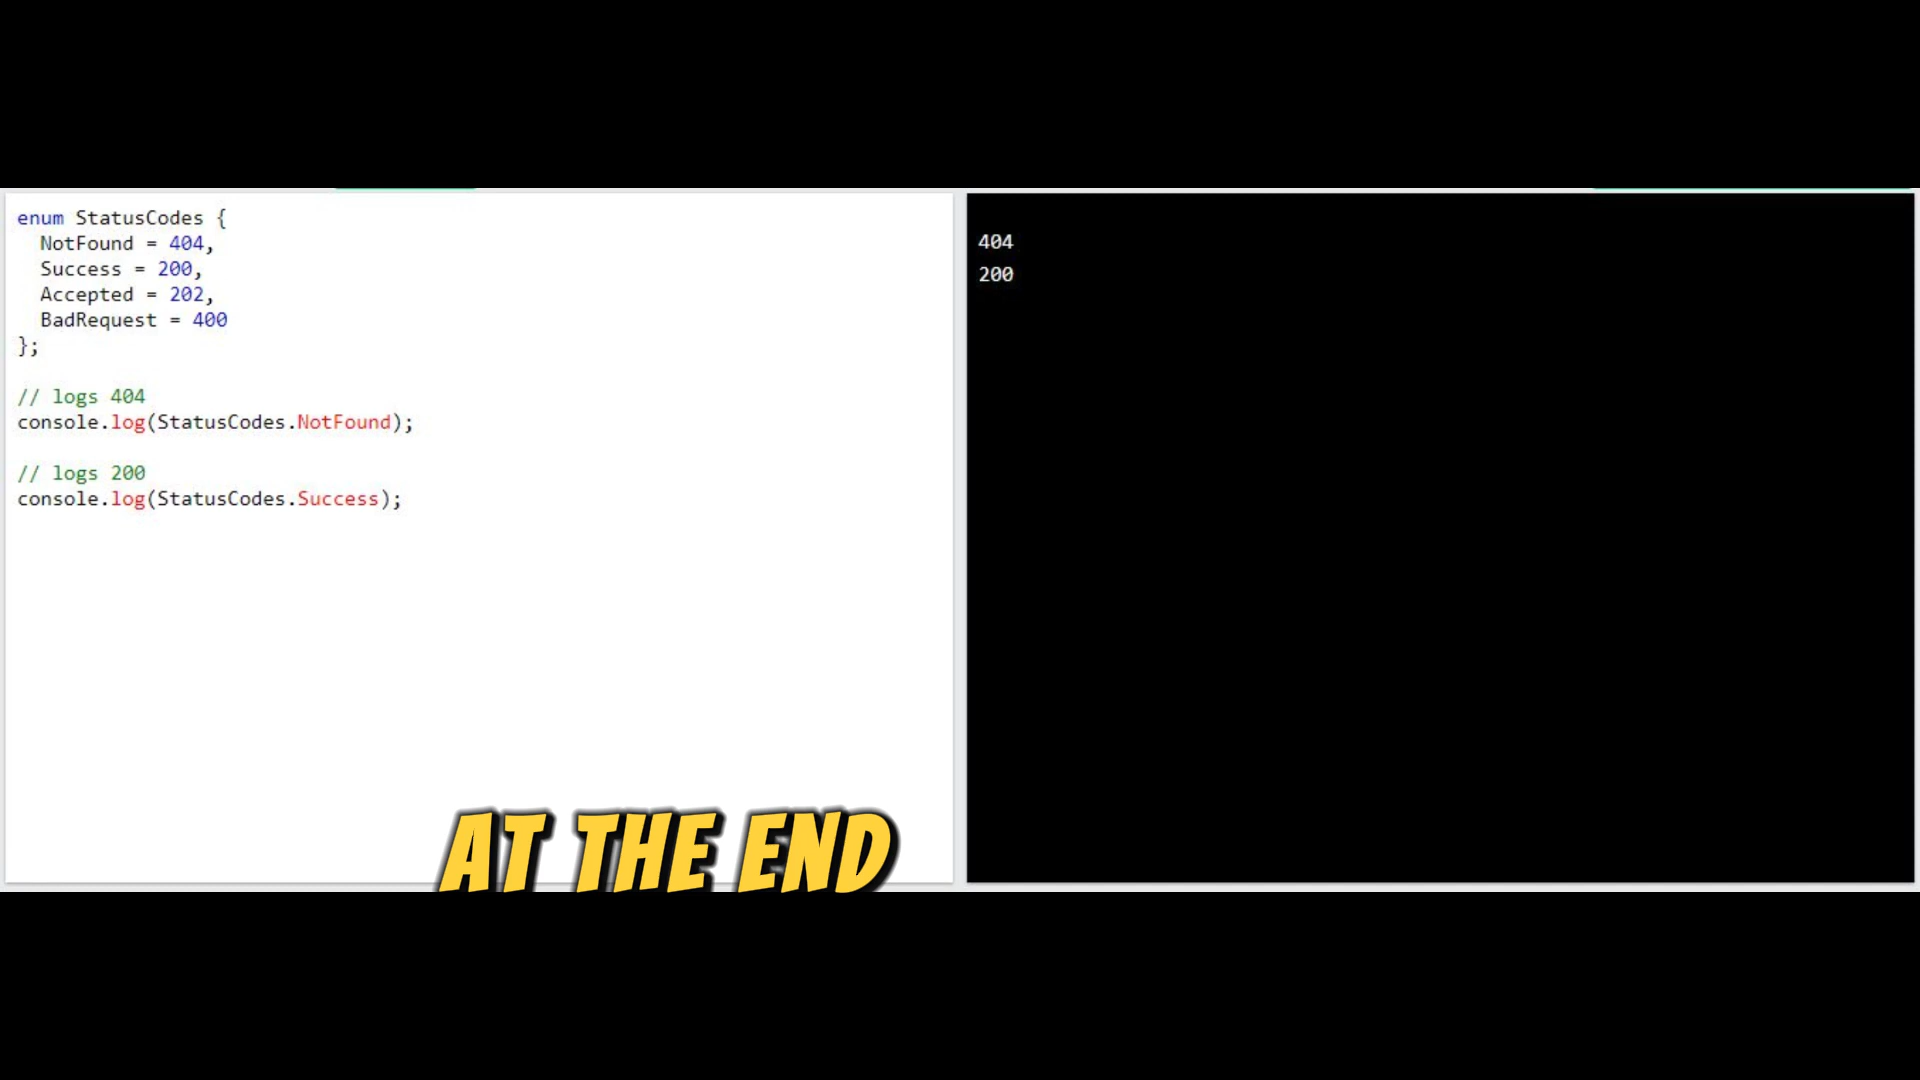 enum StatusCodes {
  NotFound = 404,
  Success = 200,
  Accepted = 202,
  BadRequest = 400
};

// logs 404
console.log(StatusCodes.NotFound);

// logs 200
console.log(StatusCodes.Success);
404
200
AT THE END